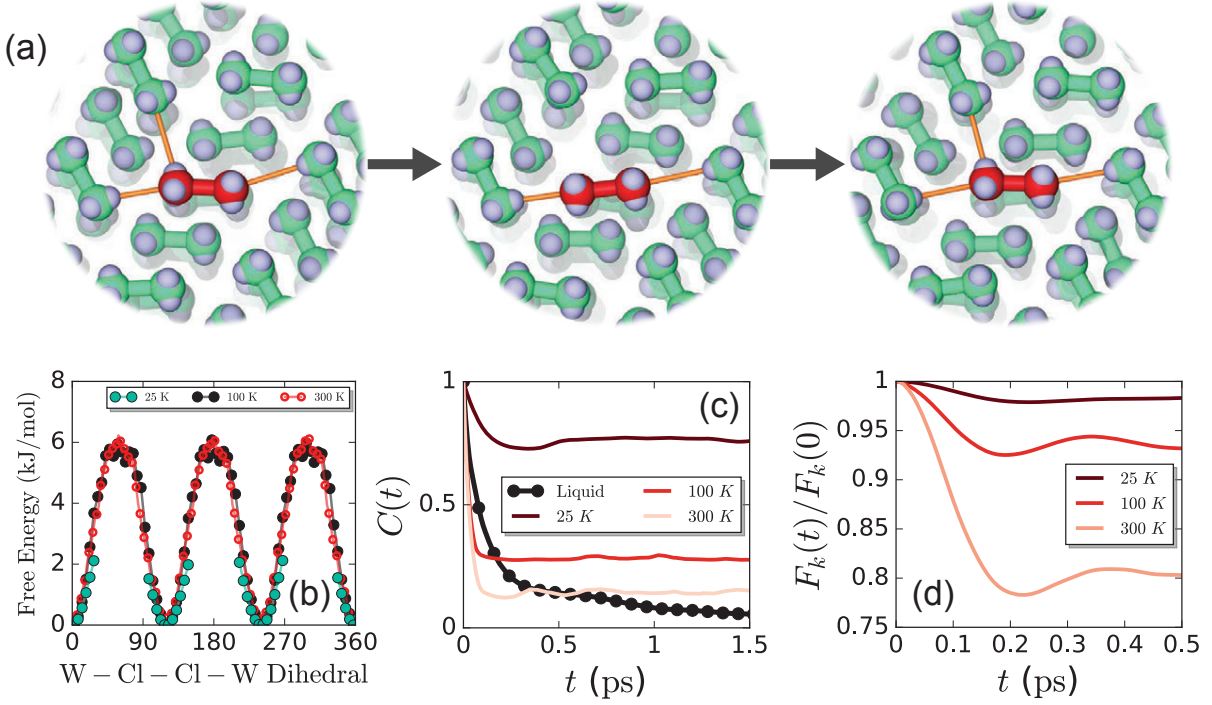 (a)
(b)
Free Energy (kJ/mol)
8
6
4
2
0
25 K
100 K
300 K
0 90 180 270 360
W − Cl − Cl − W Dihedral
(c)
C(t)
1
0.5
0
Liquid
25 K
100 K
300 K
0 0.5 1 1.5
t (ps)
(d)
F_k(t)/F_k(0)
1
0.95
0.9
0.85
0.8
0.75
25 K
100 K
300 K
0 0.1 0.2 0.3 0.4 0.5
t (ps)